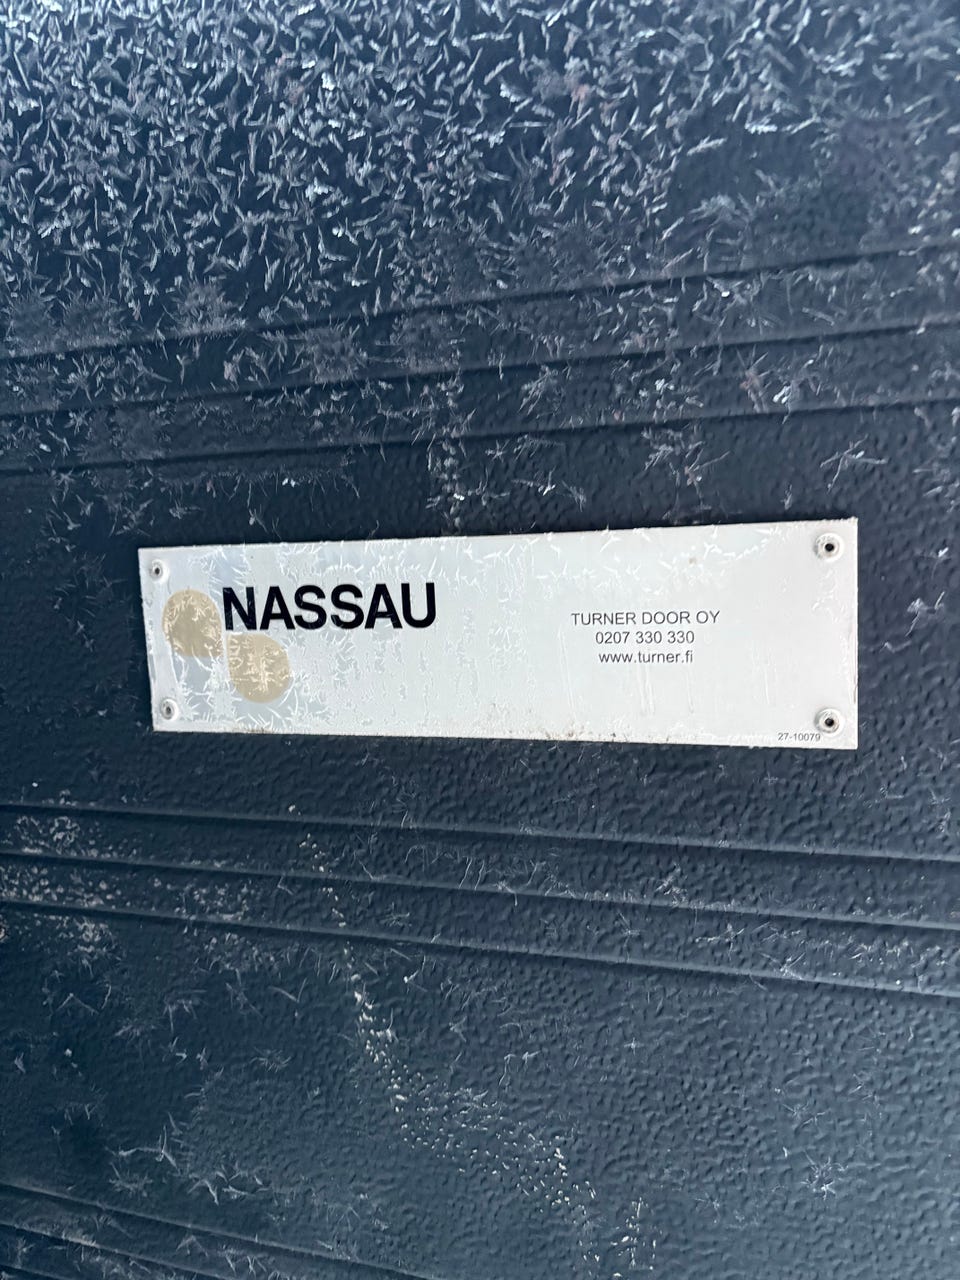 NASSAU
TURNER DOOR OY
0207 330 330
www.turner.fi
27-10079